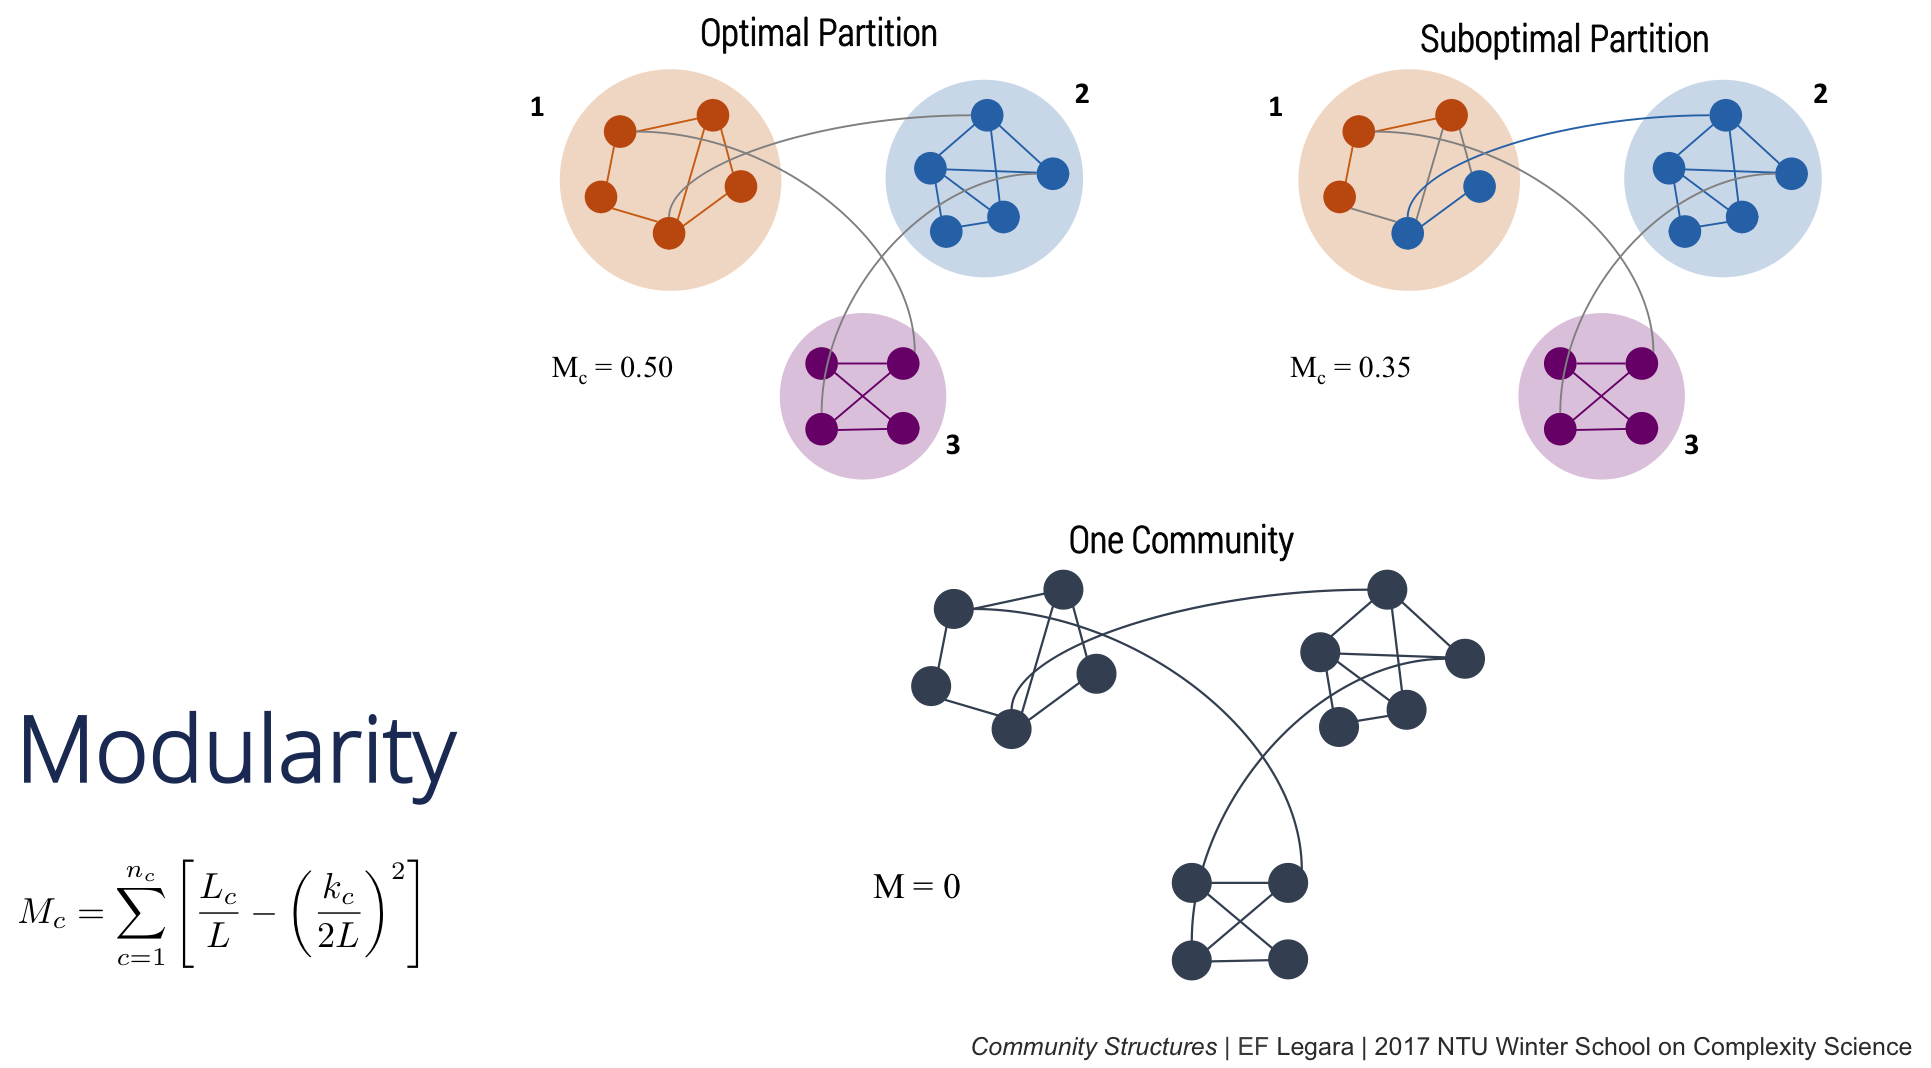 Optimal Partition
Suboptimal Partition
1
2
1
2
M_c = 0.50
M_c = 0.35
3
3
One Community
Modularity
M_c = \sum_{c=1}^{n_c} \left[ \frac{L_c}{L} - \left( \frac{k_c}{2L} \right)^2 \right]
M = 0
Community Structures | EF Legara | 2017 NTU Winter School on Complexity Science